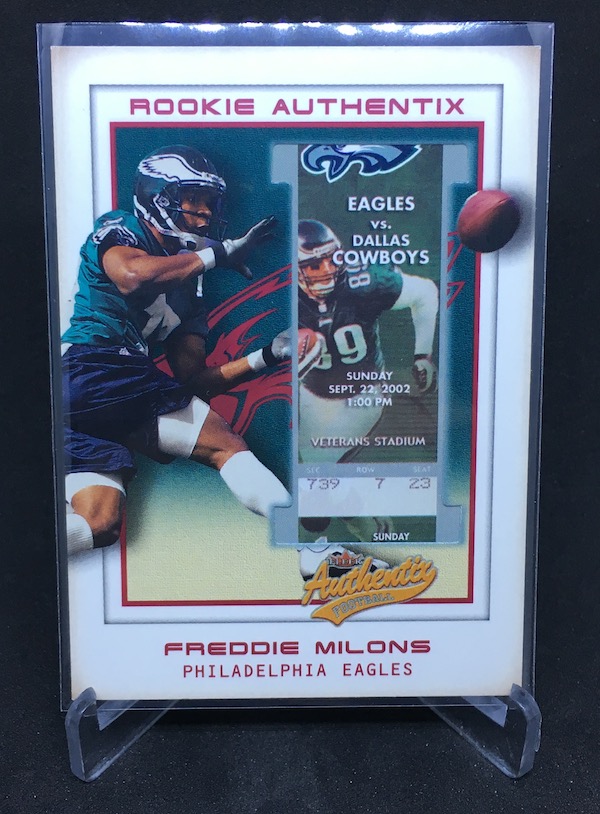 ROOKIE AUTHENTIX
EAGLES
VS.
DALLAS
COWBOYS
89
SUNDAY
SEPT. 22, 2002
1:00 PM
VETERANS STADIUM
SEC ROW SEAT
739 7 23
SUNDAY
FLEER
Authentix
FOOTBALL
FREDDIE MILONS
PHILADELPHIA EAGLES